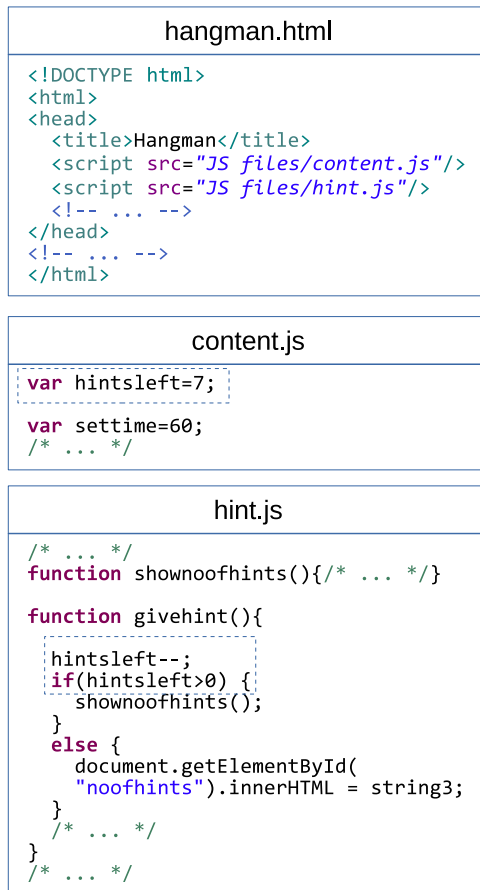 hangman.html
<!DOCTYPE html>
<html>
<head>
  <title>Hangman</title>
  <script src="JS files/content.js"/>
  <script src="JS files/hint.js"/>
  <!-- ... -->
</head>
<!-- ... -->
</html>
content.js
var hintsleft=7;
var settime=60;
/* ... */
hint.js
/* ... */
function shownoofhints(){/* ... */}
function givehint(){
  hintsleft--;
  if(hintsleft>0) {
    shownoofhints();
  }
  else {
    document.getElementById(
    "noofhints").innerHTML = string3;
  }
  /* ... */
}
/* ... */